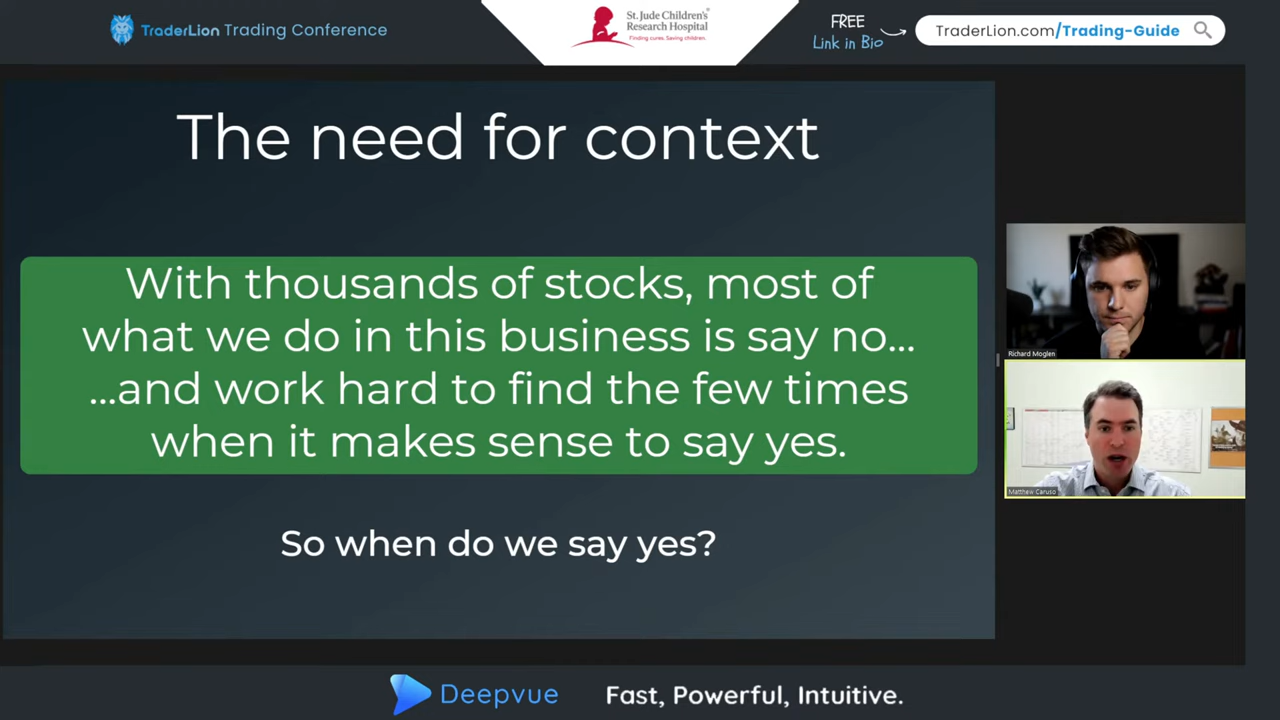 TraderLion Trading Conference
St. Jude Children's
Research Hospital
Finding cures. Saving children.
FREE
Link in Bio
TraderLion.com/Trading-Guide
The need for context
With thousands of stocks, most of
what we do in this business is say no...
...and work hard to find the few times
when it makes sense to say yes.
So when do we say yes?
Richard Moglen
Matthew Caruso
Deepvue
Fast, Powerful, Intuitive.